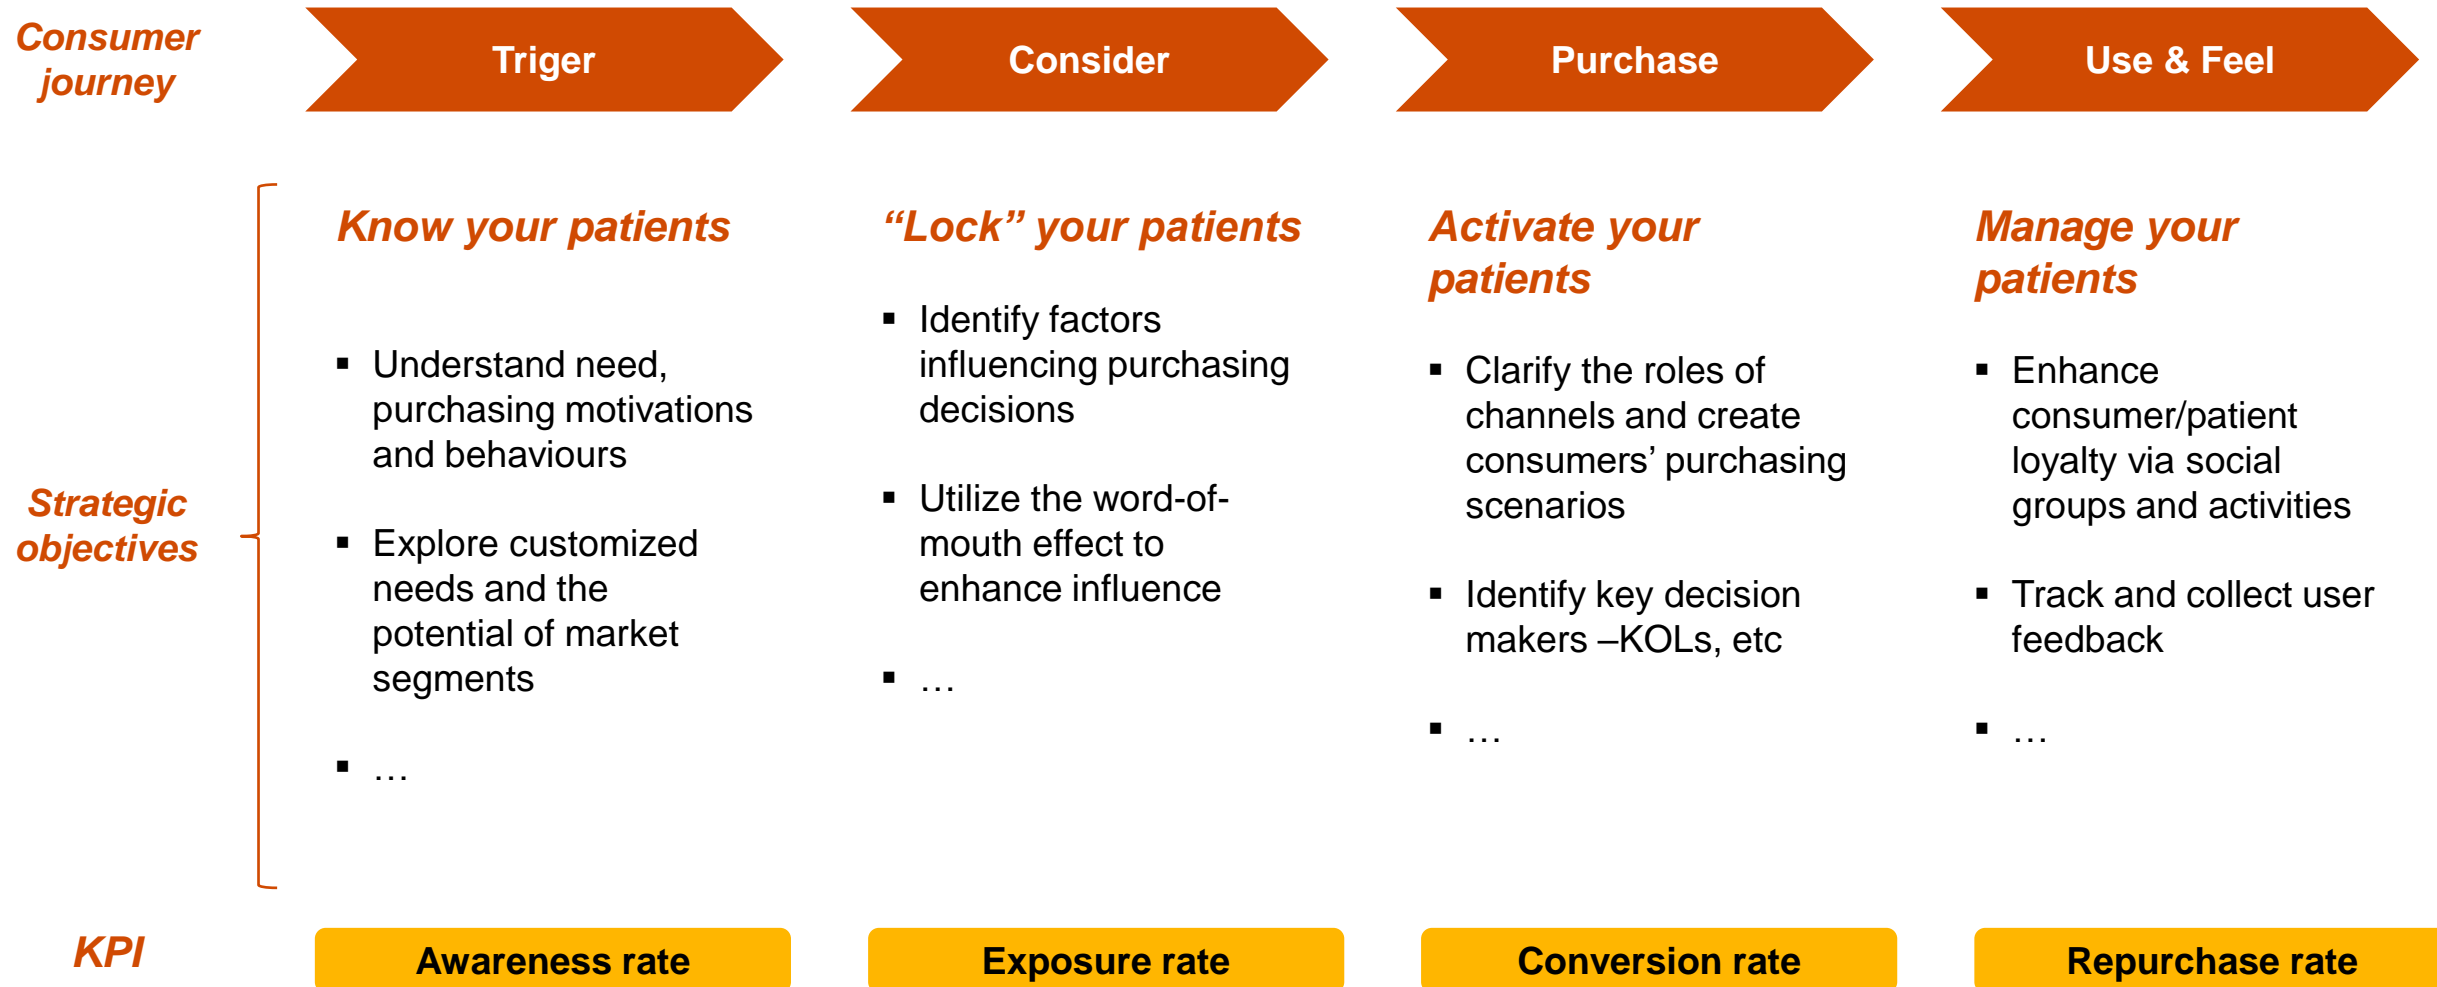 Consumer
journey
Triger
Consider
Purchase
Use & Feel
Strategic
objectives
Know your patients
▪ Understand need,
purchasing motivations
and behaviours
▪ Explore customized
needs and the
potential of market
segments
▪ …
“Lock” your patients
▪ Identify factors
influencing purchasing
decisions
▪ Utilize the word-of-
mouth effect to
enhance influence
▪ …
Activate your
patients
▪ Clarify the roles of
channels and create
consumers’ purchasing
scenarios
▪ Identify key decision
makers –KOLs, etc
▪ …
Manage your
patients
▪ Enhance
consumer/patient
loyalty via social
groups and activities
▪ Track and collect user
feedback
▪ …
KPI
Awareness rate
Exposure rate
Conversion rate
Repurchase rate